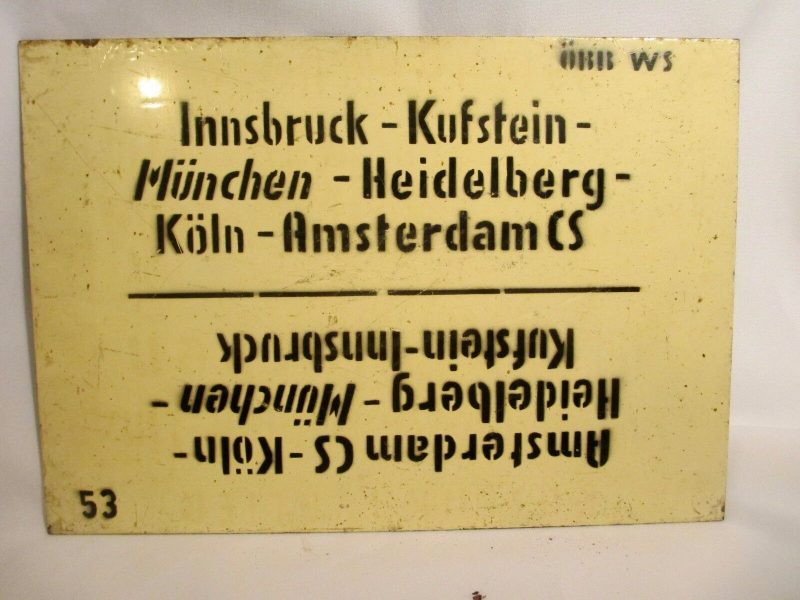 ÖBB WS
Innsbruck - Kufstein -
München - Heidelberg -
Köln - Amsterdam CS
Amsterdam CS - Köln -
Heidelberg - München -
Kufstein - Innsbruck
53